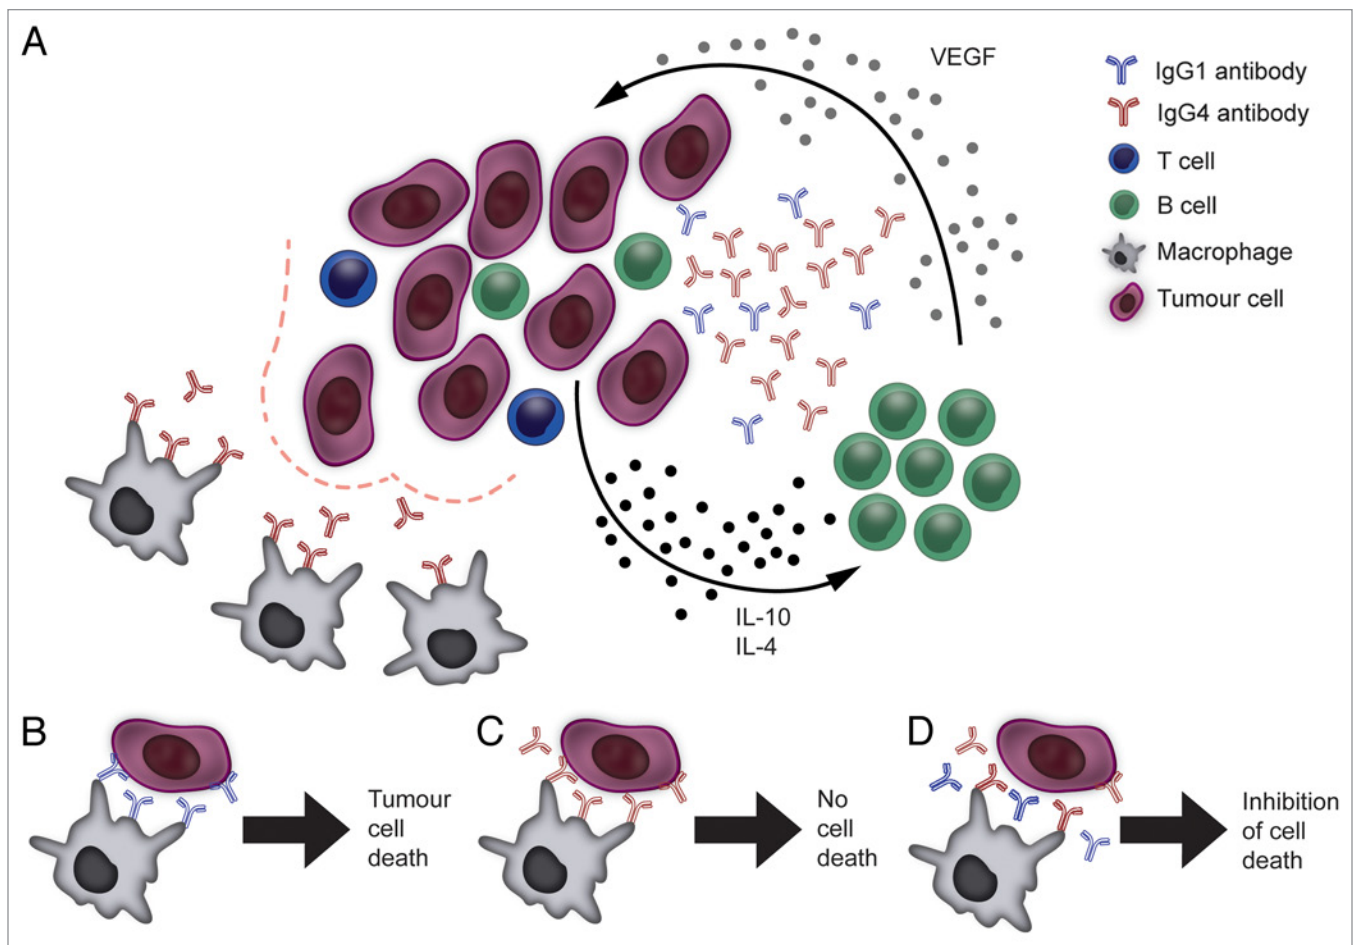 A
VEGF
IgG1 antibody
IgG4 antibody
T cell
B cell
Macrophage
Tumour cell
IL-10
IL-4
B
Tumour
cell
death
C
No
cell
death
D
Inhibition
of cell
death